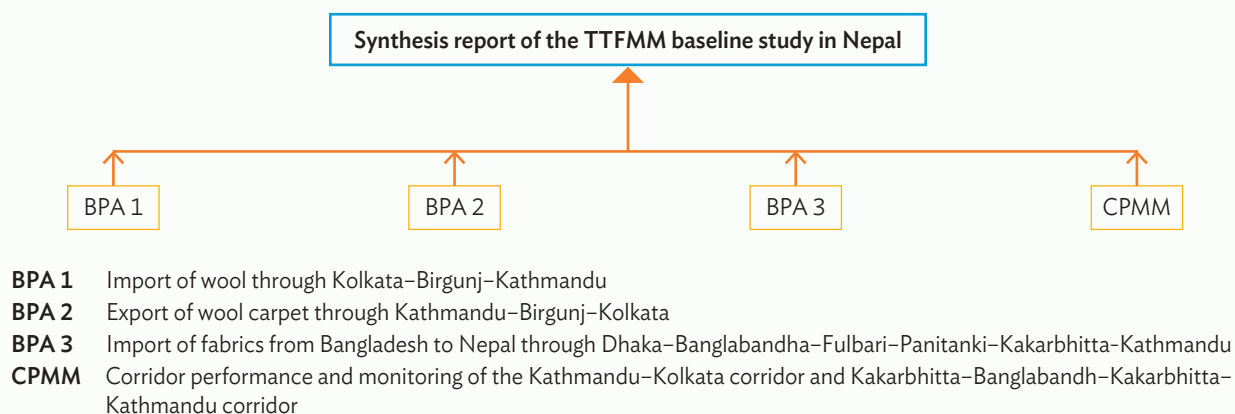 Synthesis report of the TTFMM baseline study in Nepal
BPA 1 BPA 2 BPA 3 CPMM
BPA 1 Import of wool through Kolkata–Birgunj–Kathmandu
BPA 2 Export of wool carpet through Kathmandu–Birgunj–Kolkata
BPA 3 Import of fabrics from Bangladesh to Nepal through Dhaka–Banglabandha–Fulbari–Panitanki–Kakarbhitta-Kathmandu
CPMM Corridor performance and monitoring of the Kathmandu–Kolkata corridor and Kakarbhitta–Banglabandh–Kakarbhitta–
Kathmandu corridor